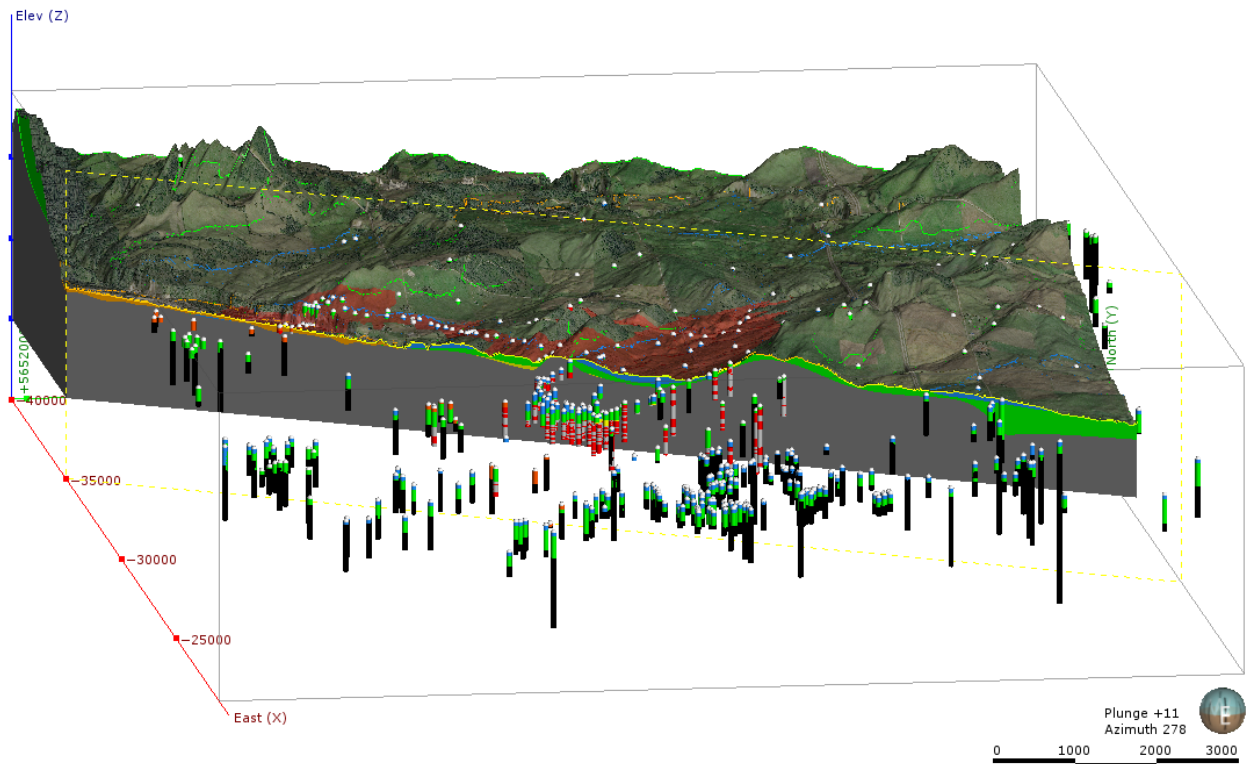 Elev (Z)
+565200
-40000
-35000
-30000
-25000
East (X)
North (Y)
Plunge +11
Azimuth 278
E
0 1000 2000 3000